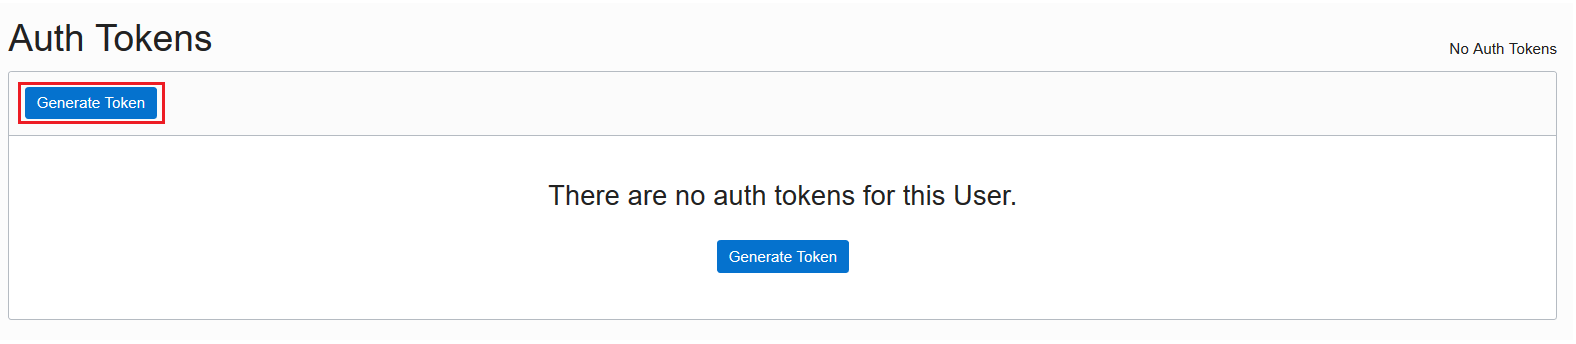 Auth Tokens
No Auth Tokens
Generate Token
There are no auth tokens for this User.
Generate Token